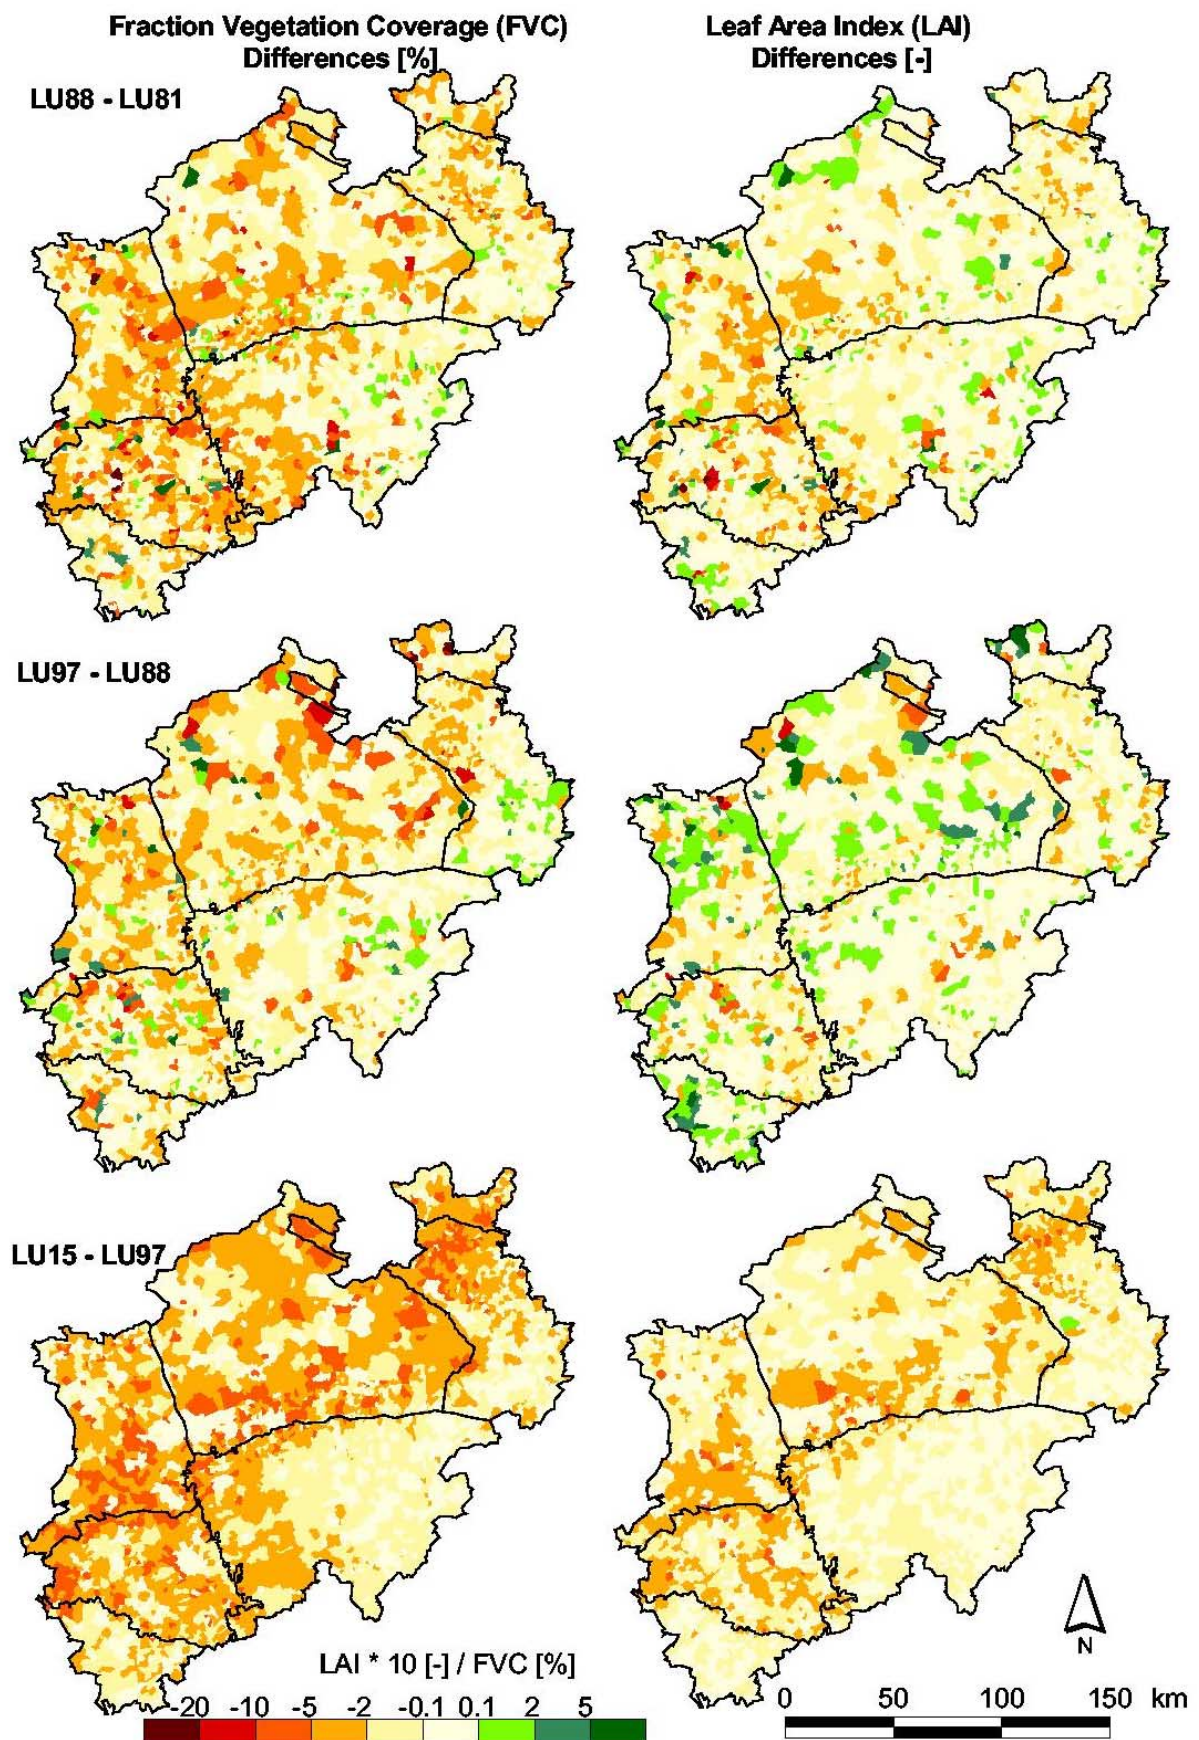 Fraction Vegetation Coverage (FVC)
Differences [%]
Leaf Area Index (LAI)
Differences [-]
LU88 - LU81
LU97 - LU88
LU15 - LU97
LAI * 10 [-] / FVC [%]
-20 -10 -5 -2 -0.1 0.1 2 5
N
0 50 100 150 km